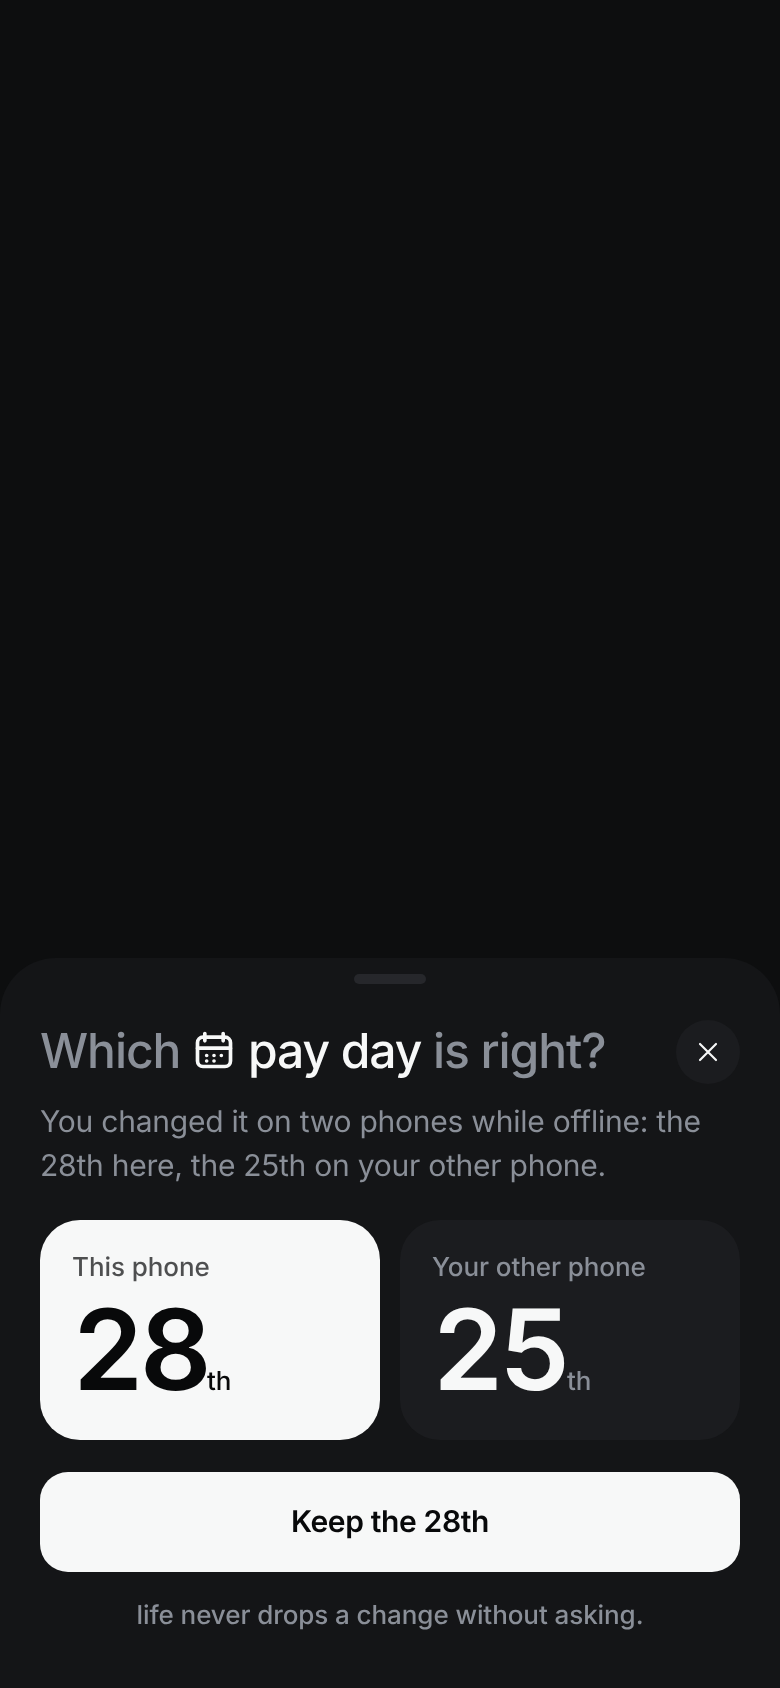 Which pay day is right?
You changed it on two phones while offline: the
28th here, the 25th on your other phone.
This phone
28th
Your other phone
25th
Keep the 28th
life never drops a change without asking.